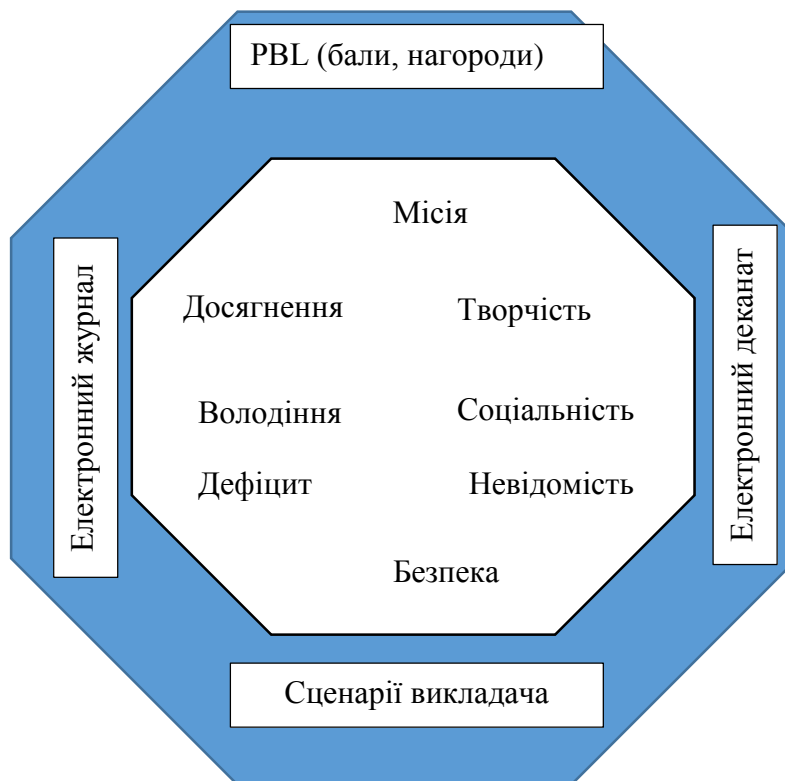 PBL (бали, нагороди)
Місія
Досягнення
Творчість
Володіння
Соціальність
Дефіцит
Невідомість
Безпека
Електронний журнал
Електронний деканат
Сценарії викладача